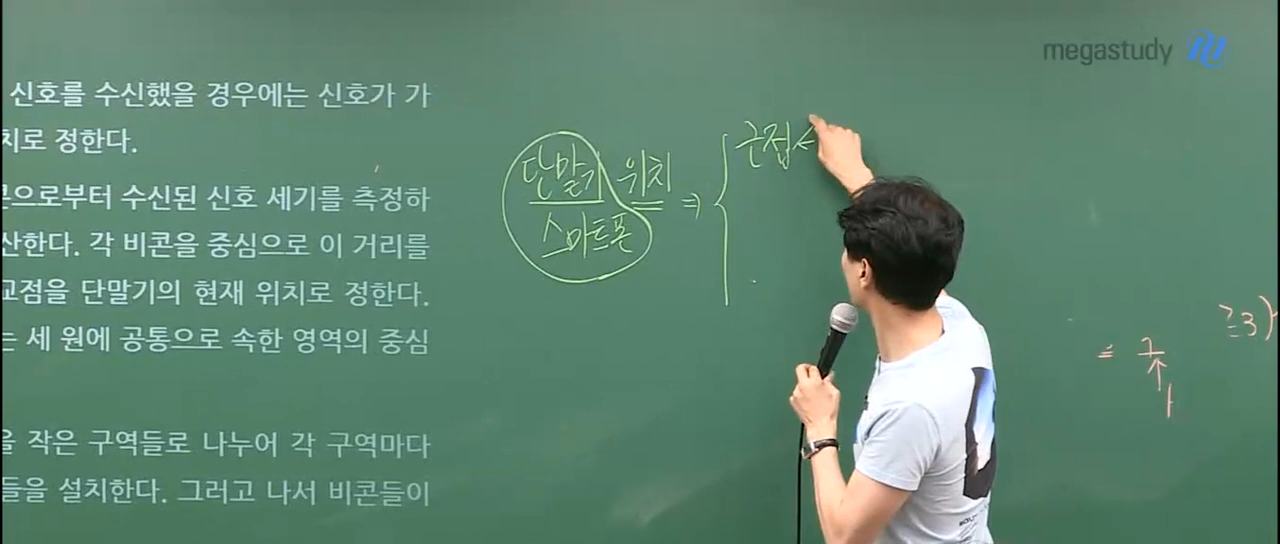 megastudy
신호를 수신했을 경우에는 신호가 가
치로 정한다.
콘으로부터 수신된 신호 세기를 측정하
산한다. 각 비콘을 중심으로 이 거리를
교점을 단말기의 현재 위치로 정한다.
는 세 원에 공통으로 속한 영역의 중심
을 작은 구역들로 나누어 각 구역마다
들을 설치한다. 그러고 나서 비콘들이
단말기 위치 ⇒ { 근접
스마트폰
≥3)